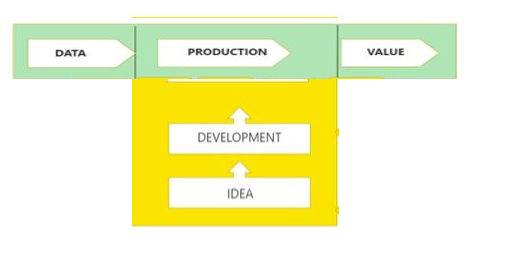 DATA
PRODUCTION
VALUE
DEVELOPMENT
IDEA